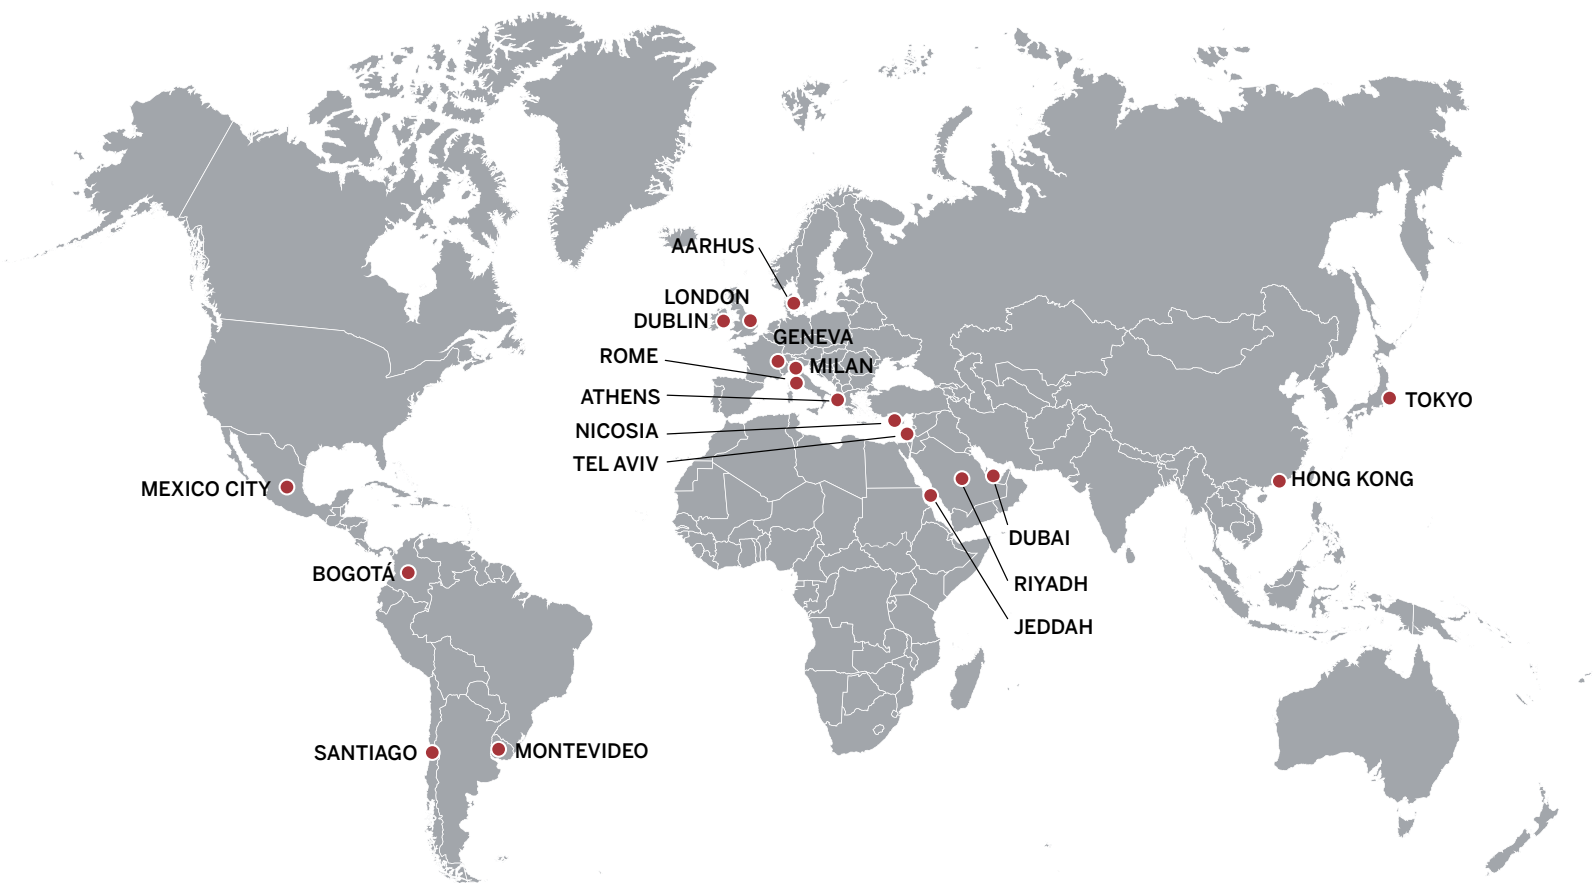 AARHUS
LONDON
DUBLIN
GENEVA
ROME
MILAN
ATHENS
TOKYO
NICOSIA
TEL AVIV
HONG KONG
MEXICO CITY
DUBAI
BOGOTÁ
RIYADH
JEDDAH
SANTIAGO
MONTEVIDEO